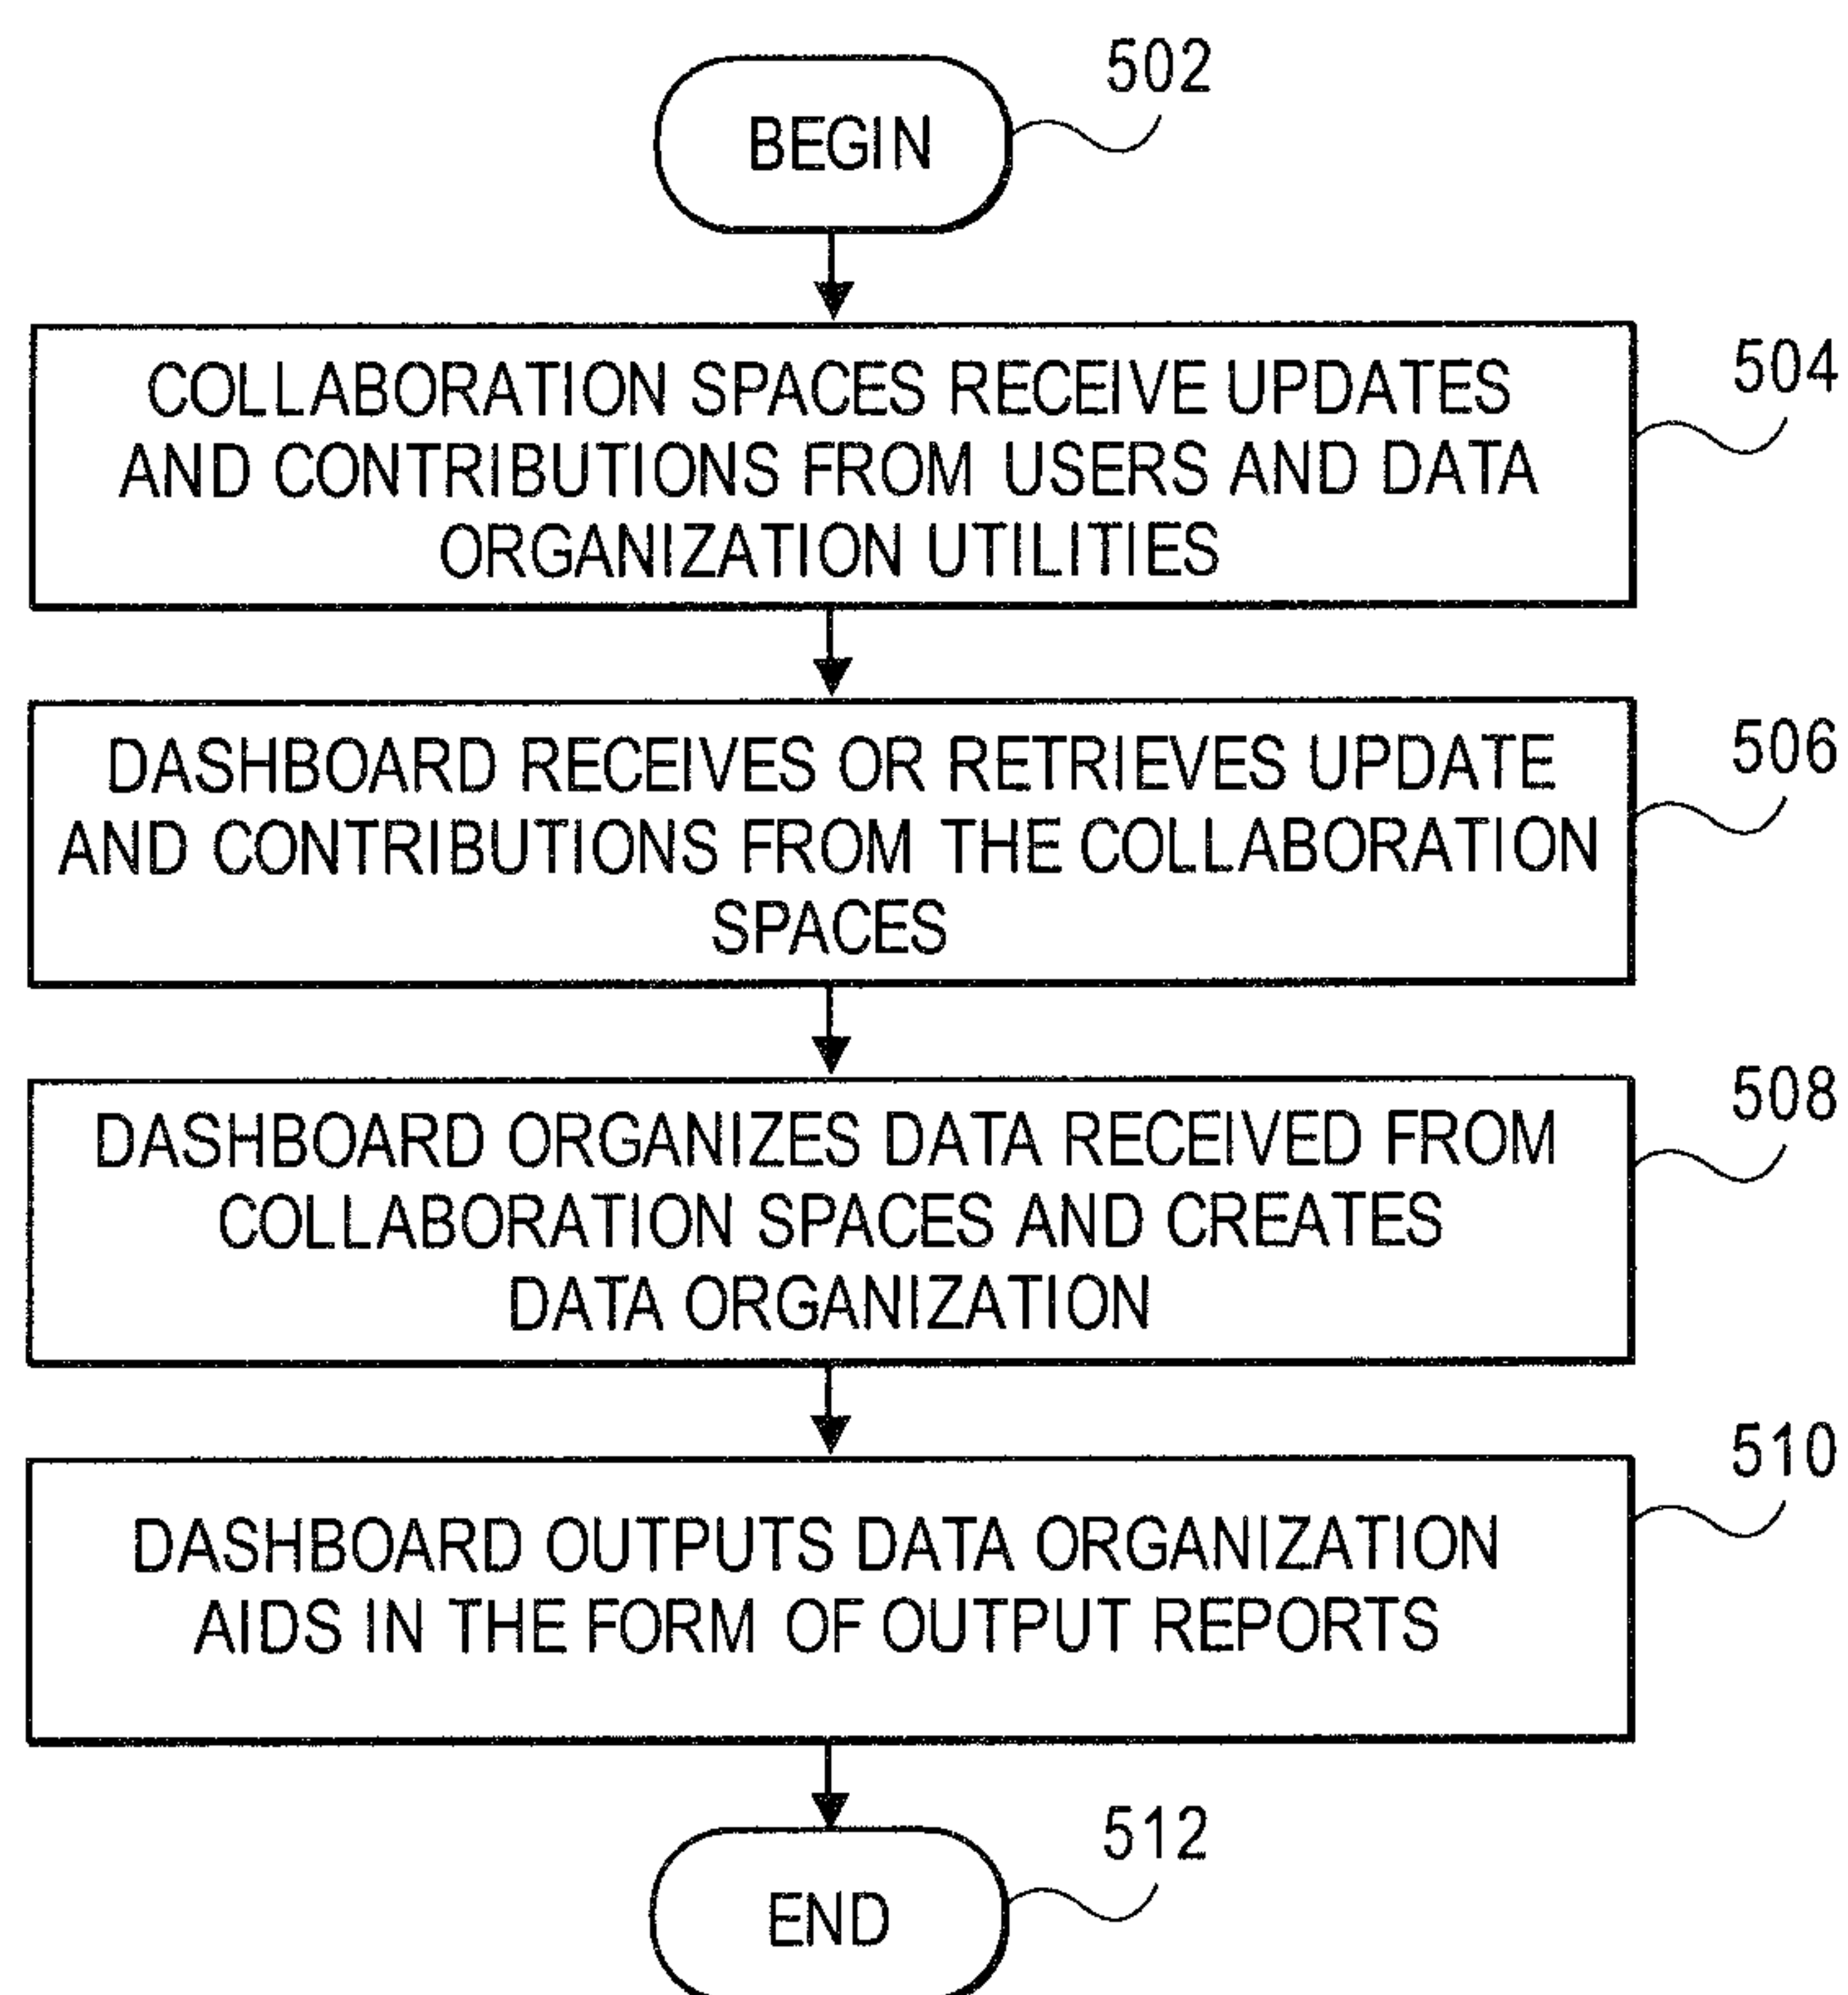 502
BEGIN
504
COLLABORATION SPACES RECEIVE UPDATES
AND CONTRIBUTIONS FROM USERS AND DATA
ORGANIZATION UTILITIES
506
DASHBOARD RECEIVES OR RETRIEVES UPDATE
AND CONTRIBUTIONS FROM THE COLLABORATION
SPACES
508
DASHBOARD ORGANIZES DATA RECEIVED FROM
COLLABORATION SPACES AND CREATES
DATA ORGANIZATION
510
DASHBOARD OUTPUTS DATA ORGANIZATION
AIDS IN THE FORM OF OUTPUT REPORTS
512
END